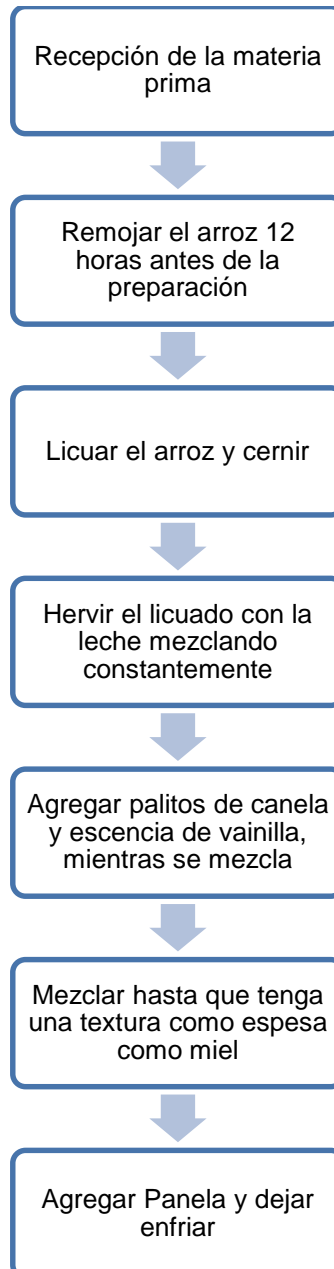 Recepción de la materia
prima
Remojar el arroz 12
horas antes de la
preparación
Licuar el arroz y cernir
Hervir el licuado con la
leche mezclando
constantemente
Agregar palitos de canela
y escencia de vainilla,
mientras se mezcla
Mezclar hasta que tenga
una textura como espesa
como miel
Agregar Panela y dejar
enfriar